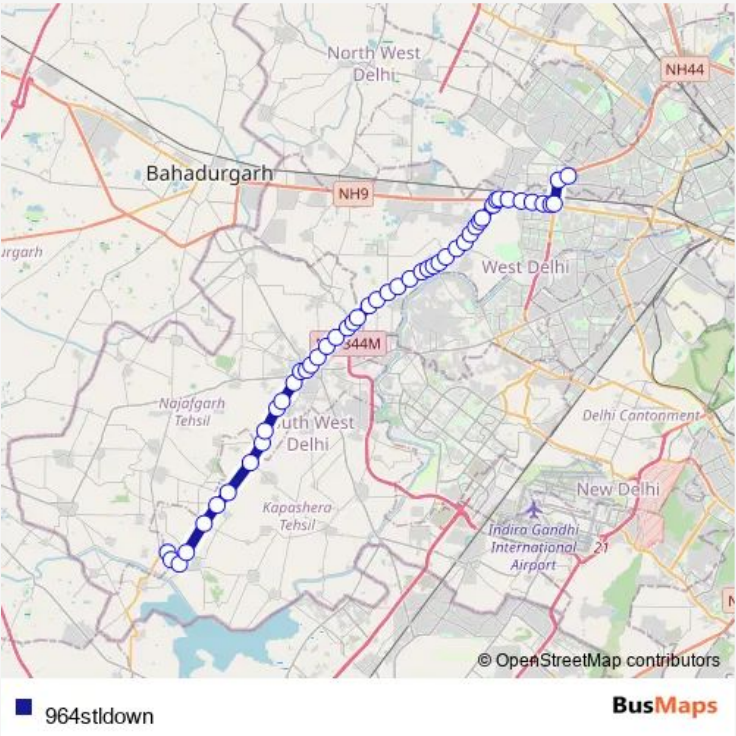 North West
Delhi
NH44
Bahadurgarh
NH9
West Delhi
344M
Najafgarh
Tehsil
Delhi Cantonment
uth West
Delhi
Kapashera
Tehsil
New Delhi
Indira Gandhi
International
Airport
21
urgarh
N
© OpenStreetMap contributors
964stldown
BusMaps